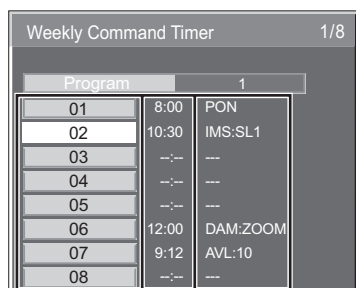 Weekly Command Timer 1/8
Program 1
01 8:00 PON
02 10:30 IMS:SL1
03 --:-- ---
04 --:-- ---
05 --:-- ---
06 12:00 DAM:ZOOM
07 9:12 AVL:10
08 --:-- ---